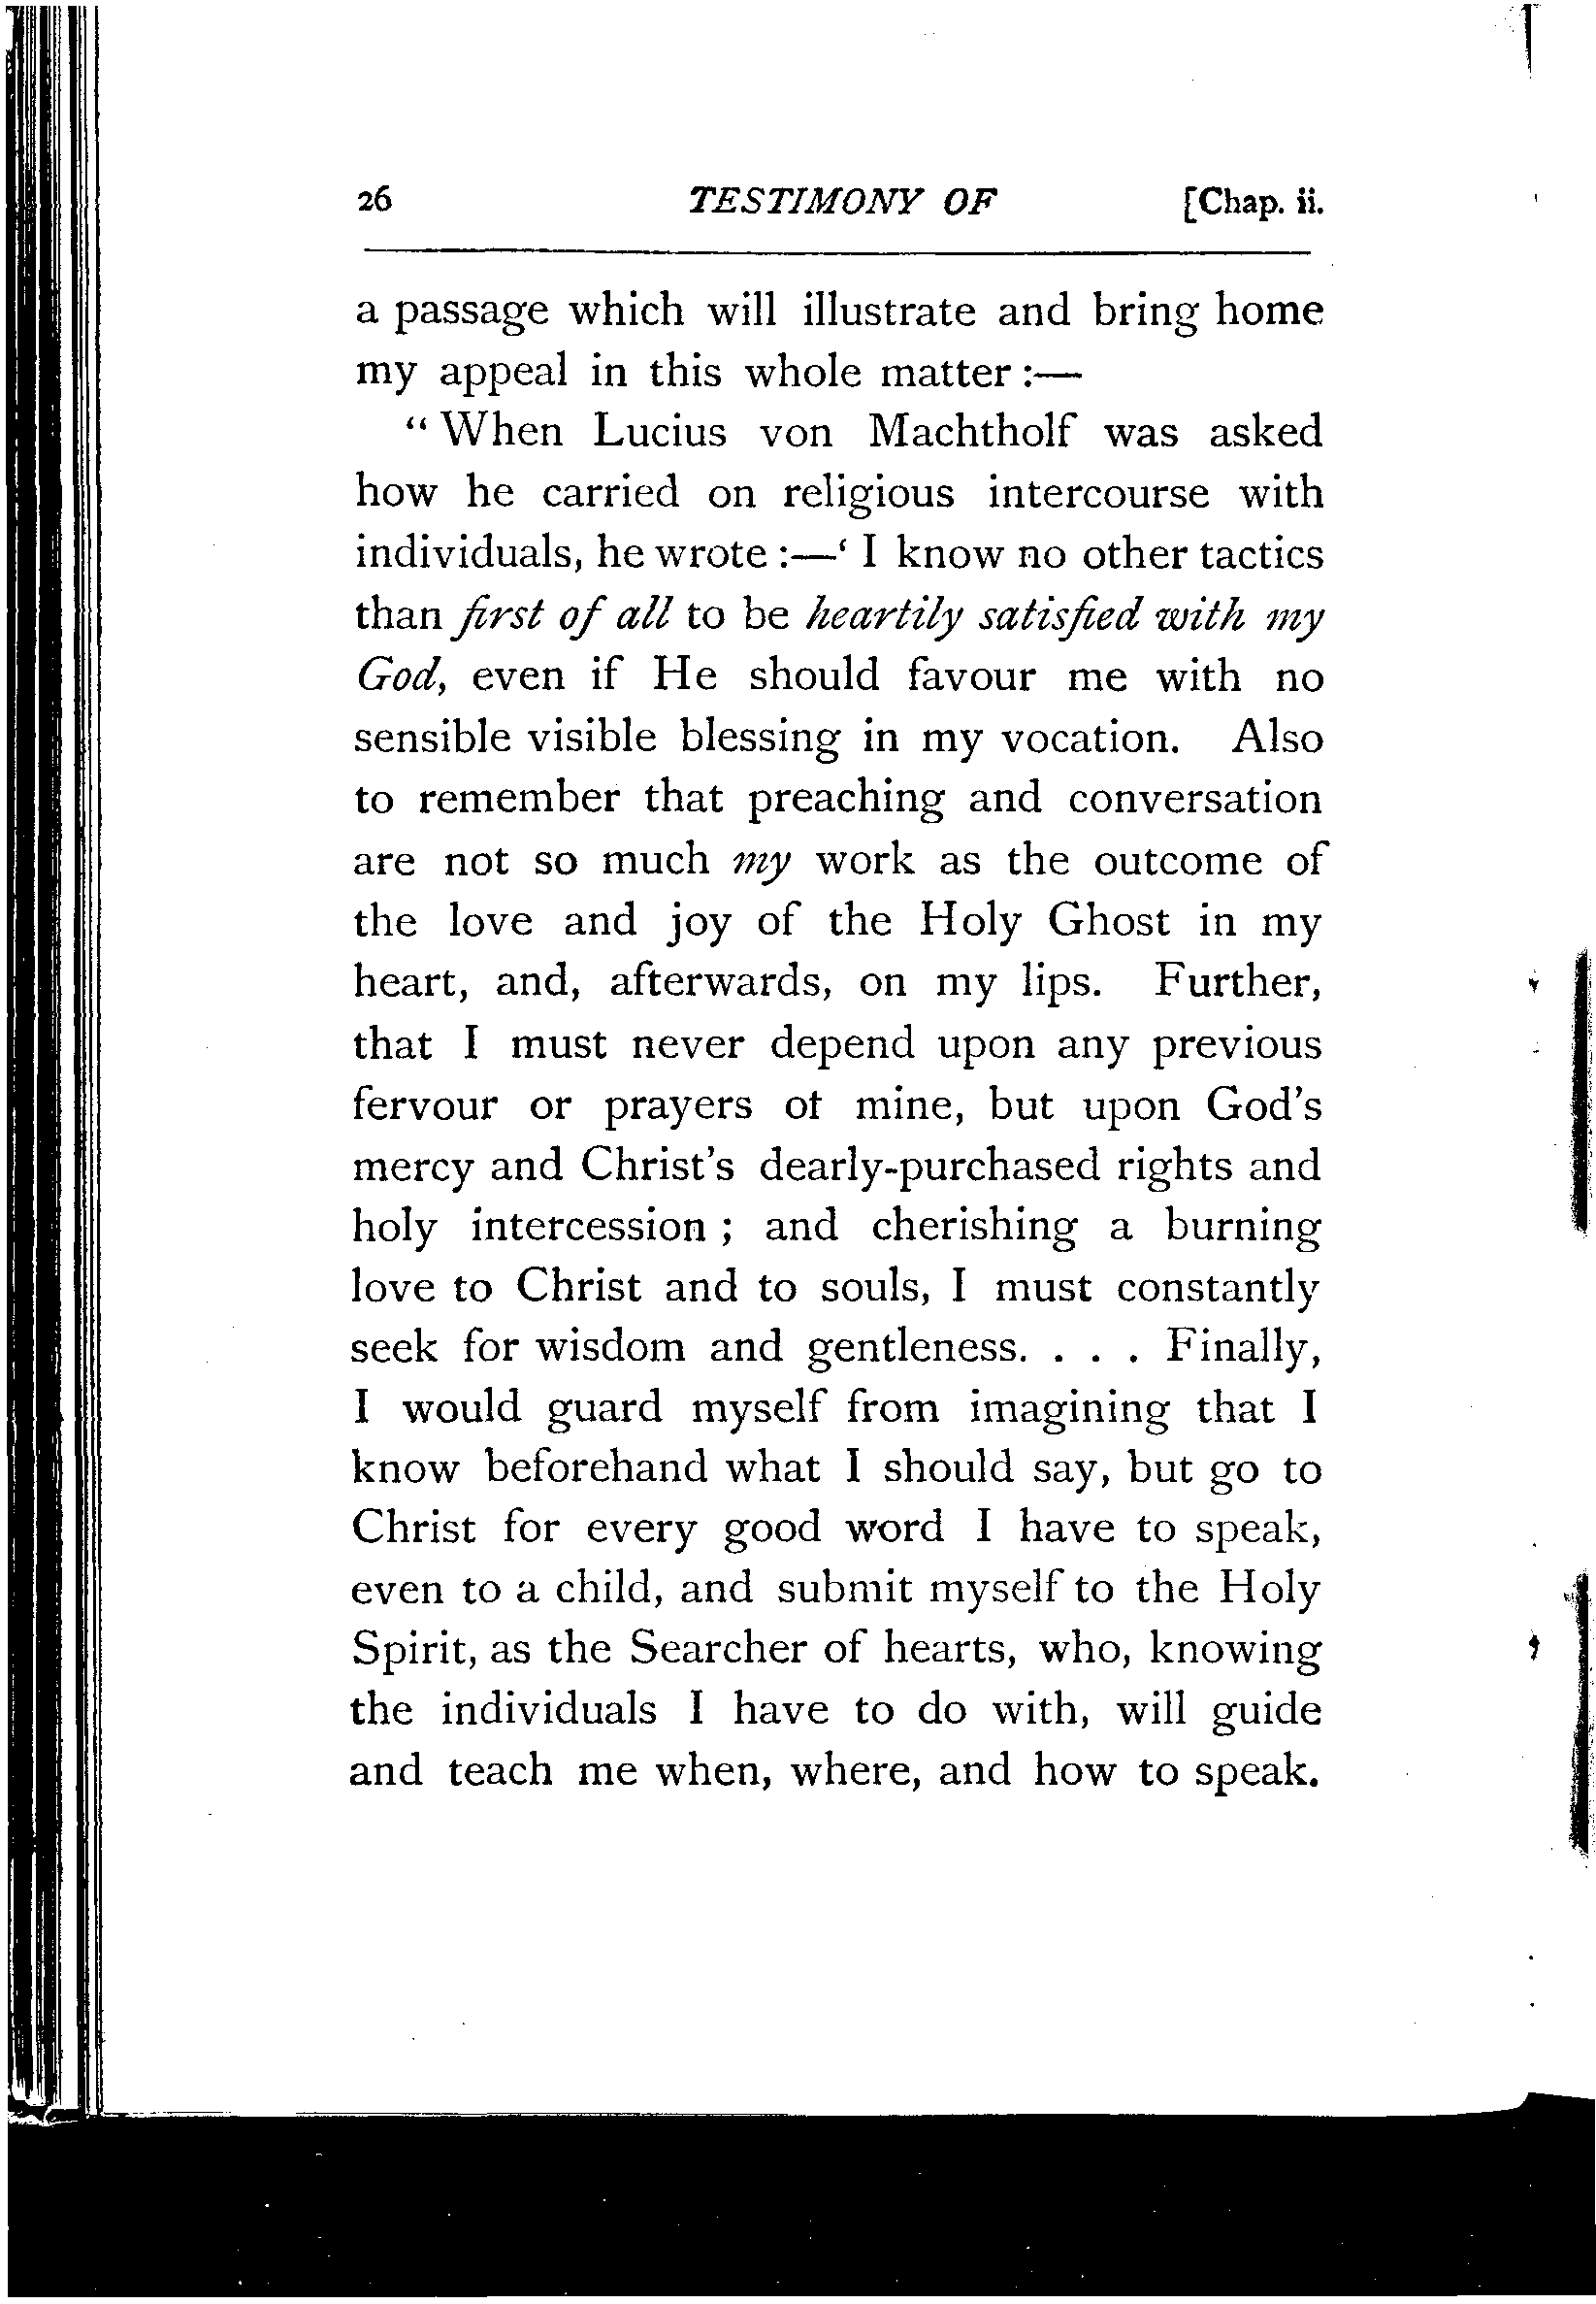 26 TESTIMONY OF [Chap. ii.
a passage which will illustrate and bring home
my appeal in this whole matter :—
“ When Lucius von Machtholf was asked
how he carried on religious intercourse with
individuals, he wrote :—‘ I know no other tactics
than first of all to be heartily satisfied with my
God, even if He should favour me with no
sensible visible blessing in my vocation. Also
to remember that preaching and conversation
are not so much my work as the outcome of
the love and joy of the Holy Ghost in my
heart, and, afterwards, on my lips. Further,
that I must never depend upon any previous
fervour or prayers of mine, but upon God's
mercy and Christ's dearly-purchased rights and
holy intercession ; and cherishing a burning
love to Christ and to souls, I must constantly
seek for wisdom and gentleness. . . . Finally,
I would guard myself from imagining that I
know beforehand what I should say, but go to
Christ for every good word I have to speak,
even to a child, and submit myself to the Holy
Spirit, as the Searcher of hearts, who, knowing
the individuals I have to do with, will guide
and teach me when, where, and how to speak.